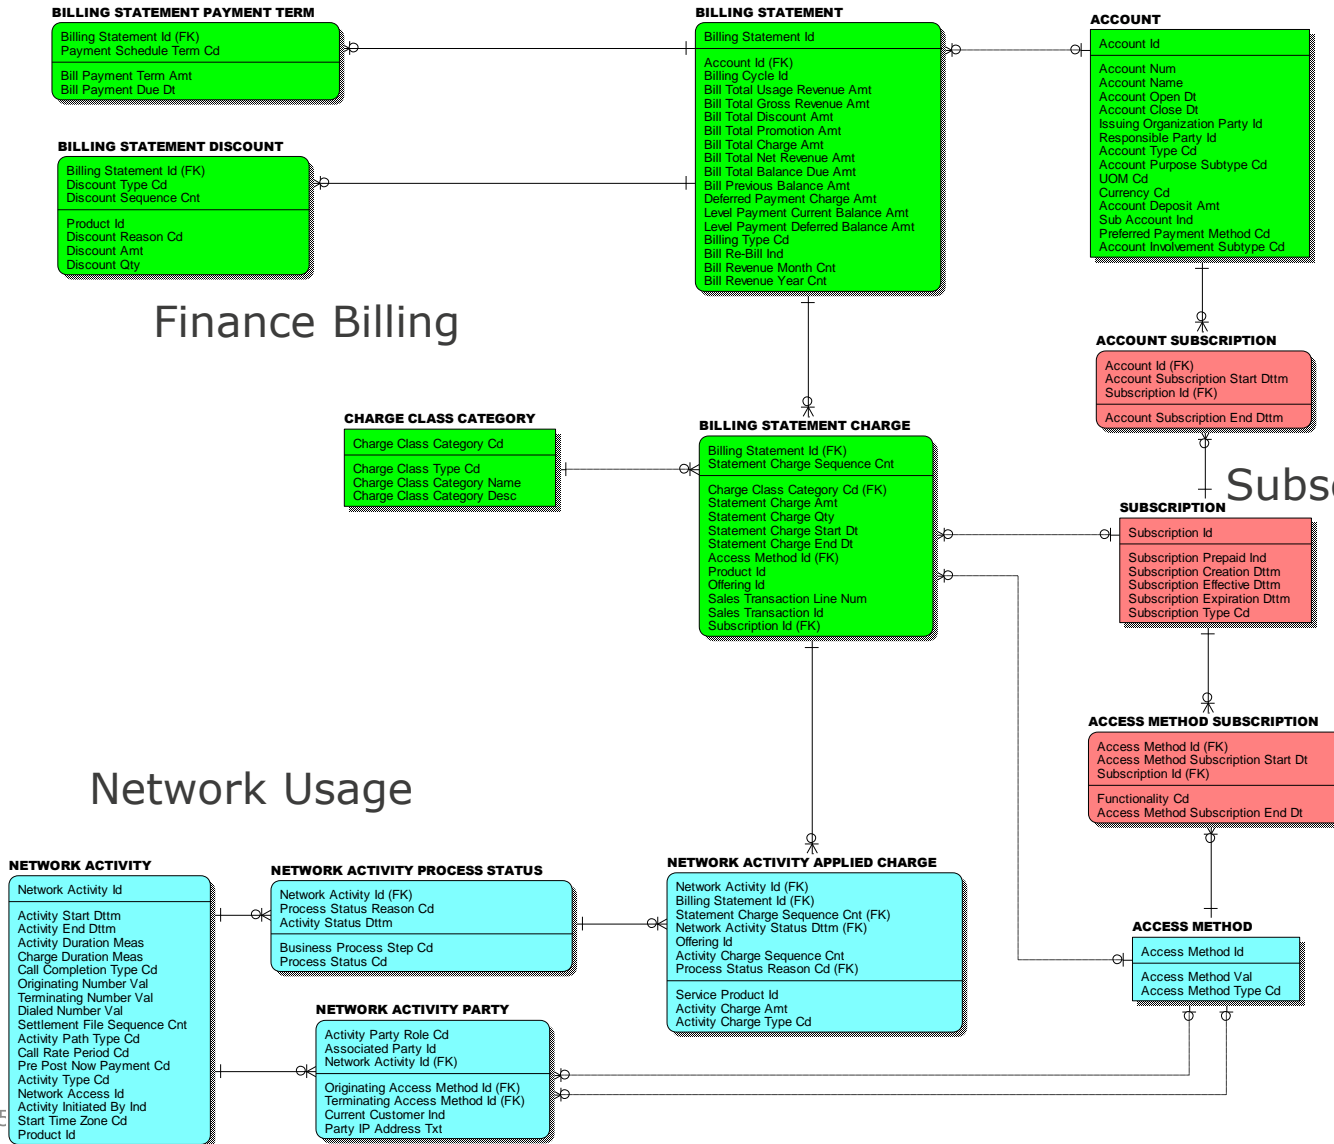 BILLING STATEMENT PAYMENT TERM
Billing Statement Id (FK)
Payment Schedule Term Cd
Bill Payment Term Amt
Bill Payment Due Dt
BILLING STATEMENT
Billing Statement Id
Account Id (FK)
Billing Cycle Id
Bill Total Usage Revenue Amt
Bill Total Gross Revenue Amt
Bill Total Discount Amt
Bill Total Promotion Amt
Bill Total Charge Amt
Bill Total Net Revenue Amt
Bill Total Balance Due Amt
Bill Previous Balance Amt
Deferred Payment Charge Amt
Level Payment Current Balance Amt
Level Payment Deferred Balance Amt
Billing Type Cd
Bill Re-Bill Ind
Bill Revenue Month Cnt
Bill Revenue Year Cnt
ACCOUNT
Account Id
Account Num
Account Name
Account Open Dt
Account Close Dt
Issuing Organization Party Id
Responsible Party Id
Account Type Cd
Account Purpose Subtype Cd
UOM Cd
Currency Cd
Account Deposit Amt
Sub Account Ind
Preferred Payment Method Cd
Account Involvement Subtype Cd
BILLING STATEMENT DISCOUNT
Billing Statement Id (FK)
Discount Type Cd
Discount Sequence Cnt
Product Id
Discount Reason Cd
Discount Amt
Discount Qty
Finance Billing
ACCOUNT SUBSCRIPTION
Account Id (FK)
Account Subscription Start Dttm
Subscription Id (FK)
Account Subscription End Dttm
CHARGE CLASS CATEGORY
Charge Class Category Cd
Charge Class Type Cd
Charge Class Category Name
Charge Class Category Desc
BILLING STATEMENT CHARGE
Billing Statement Id (FK)
Statement Charge Sequence Cnt
Charge Class Category Cd (FK)
Statement Charge Amt
Statement Charge Qty
Statement Charge Start Dt
Statement Charge End Dt
Access Method Id (FK)
Product Id
Offering Id
Sales Transaction Line Num
Sales Transaction Id
Subscription Id (FK)
Subs
SUBSCRIPTION
Subscription Id
Subscription Prepaid Ind
Subscription Creation Dttm
Subscription Effective Dttm
Subscription Expiration Dttm
Subscription Type Cd
ACCESS METHOD SUBSCRIPTION
Access Method Id (FK)
Access Method Subscription Start Dt
Subscription Id (FK)
Functionality Cd
Access Method Subscription End Dt
Network Usage
NETWORK ACTIVITY
Network Activity Id
Activity Start Dttm
Activity End Dttm
Activity Duration Meas
Charge Duration Meas
Call Completion Type Cd
Originating Number Val
Terminating Number Val
Dialed Number Val
Settlement File Sequence Cnt
Activity Path Type Cd
Call Rate Period Cd
Pre Post Now Payment Cd
Activity Type Cd
Network Access Id
Activity Initiated By Ind
Start Time Zone Cd
Product Id
NETWORK ACTIVITY PROCESS STATUS
Network Activity Id (FK)
Process Status Reason Cd
Activity Status Dttm
Business Process Step Cd
Process Status Cd
NETWORK ACTIVITY PARTY
Activity Party Role Cd
Associated Party Id
Network Activity Id (FK)
Originating Access Method Id (FK)
Terminating Access Method Id (FK)
Current Customer Ind
Party IP Address Txt
NETWORK ACTIVITY APPLIED CHARGE
Network Activity Id (FK)
Billing Statement Id (FK)
Statement Charge Sequence Cnt (FK)
Network Activity Status Dttm (FK)
Offering Id
Activity Charge Sequence Cnt
Process Status Reason Cd (FK)
Service Product Id
Activity Charge Amt
Activity Charge Type Cd
ACCESS METHOD
Access Method Id
Access Method Val
Access Method Type Cd